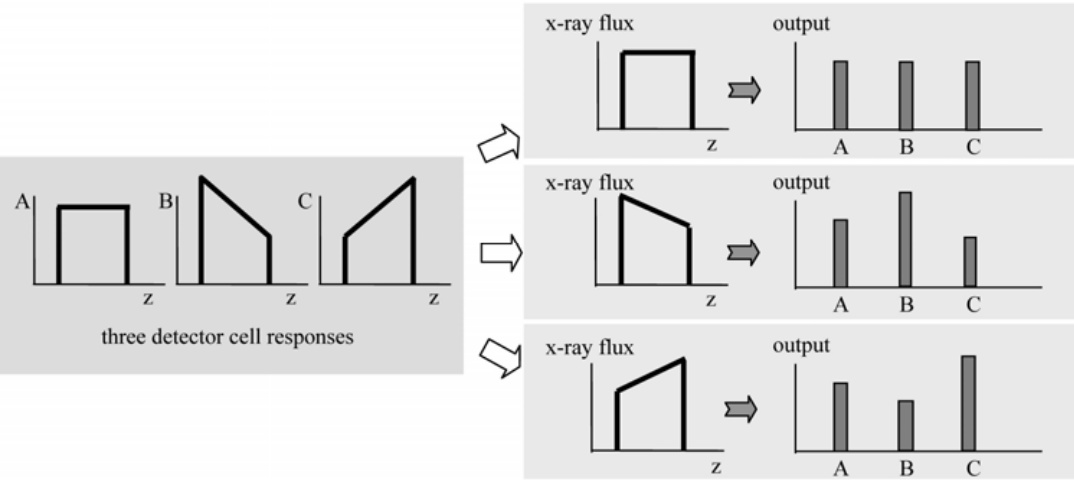 A
z
B
z
C
z
three detector cell responses
x-ray flux
z
output
A B C
x-ray flux
z
output
A B C
x-ray flux
z
output
A B C